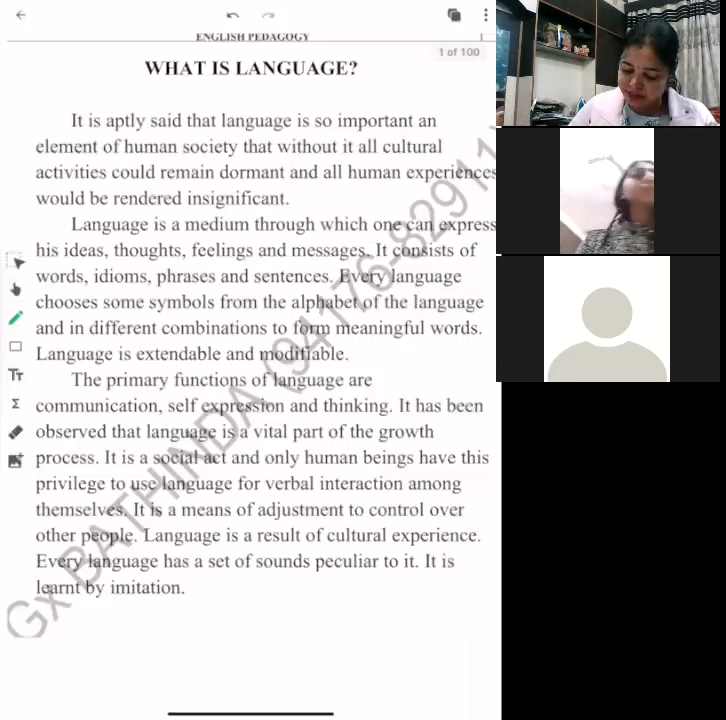 ENGLISH PEDAGOGY
1
1 of 100
WHAT IS LANGUAGE?
It is aptly said that language is so important an
element of human society that without it all cultural
activities could remain dormant and all human experiences
would be rendered insignificant.
Language is a medium through which one can express
his ideas, thoughts, feelings and messages. It consists of
words, idioms, phrases and sentences. Every language
chooses some symbols from the alphabet of the language
and in different combinations to form meaningful words.
Language is extendable and modifiable.
The primary functions of language are
communication, self expression and thinking. It has been
observed that language is a vital part of the growth
process. It is a social act and only human beings have this
privilege to use language for verbal interaction among
themselves. It is a means of adjustment to control over
other people. Language is a result of cultural experience.
Every language has a set of sounds peculiar to it. It is
learnt by imitation.
Gx BATHINDA (94176-82911)
Tт
Σ